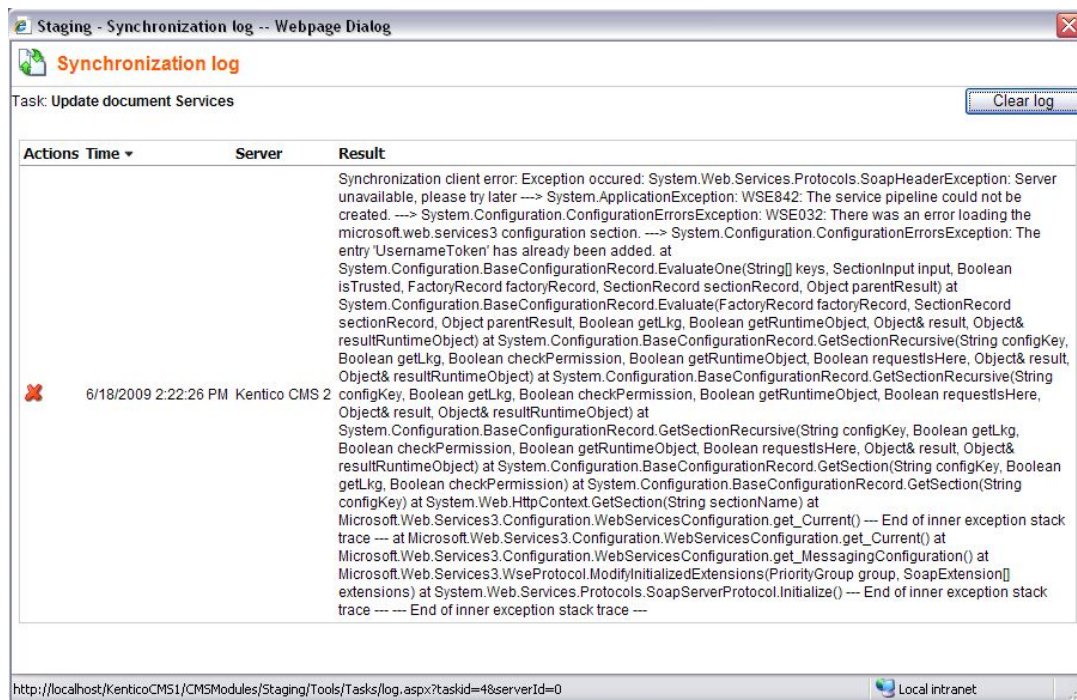 Staging - Synchronization log -- Webpage Dialog
Synchronization log
Task: Update document Services
Clear log
Actions Time Server Result
Synchronization client error: Exception occured: System.Web.Services.Protocols.SoapHeaderException: Server
unavailable, please try later ---> System.ApplicationException: WSE842: The service pipeline could not be
created. ---> System.Configuration.ConfigurationErrorsException: WSE032: There was an error loading the
microsoft.web.services3 configuration section. ---> System.Configuration.ConfigurationErrorsException: The
entry 'UsernameToken' has already been added. at
System.Configuration.BaseConfigurationRecord.EvaluateOne(String[] keys, SectionInput input, Boolean
isTrusted, FactoryRecord factoryRecord, SectionRecord sectionRecord, Object parentResult) at
System.Configuration.BaseConfigurationRecord.Evaluate(FactoryRecord factoryRecord, SectionRecord
sectionRecord, Object parentResult, Boolean getLkg, Boolean getRuntimeObject, Object& result, Object&
resultRuntimeObject) at System.Configuration.BaseConfigurationRecord.GetSectionRecursive(String configKey,
Boolean getLkg, Boolean checkPermission, Boolean getRuntimeObject, Boolean requestIsHere, Object& result,
Object& resultRuntimeObject) at System.Configuration.BaseConfigurationRecord.GetSectionRecursive(String
6/18/2009 2:22:26 PM Kentico CMS 2 configKey, Boolean getLkg, Boolean checkPermission, Boolean getRuntimeObject, Boolean requestIsHere,
Object& result, Object& resultRuntimeObject) at
System.Configuration.BaseConfigurationRecord.GetSectionRecursive(String configKey, Boolean getLkg,
Boolean checkPermission, Boolean getRuntimeObject, Boolean requestIsHere, Object& result, Object&
resultRuntimeObject) at System.Configuration.BaseConfigurationRecord.GetSection(String configKey, Boolean
getLkg, Boolean checkPermission) at System.Configuration.BaseConfigurationRecord.GetSection(String
configKey) at System.Web.HttpContext.GetSection(String sectionName) at
Microsoft.Web.Services3.Configuration.WebServicesConfiguration.get_Current() --- End of inner exception stack
trace --- at Microsoft.Web.Services3.Configuration.WebServicesConfiguration.get_Current() at
Microsoft.Web.Services3.Configuration.WebServicesConfiguration.get_MessagingConfiguration() at
Microsoft.Web.Services3.WseProtocol.ModifyInitializedExtensions(PriorityGroup group, SoapExtension[]
extensions) at System.Web.Services.Protocols.SoapServerProtocol.Initialize() --- End of inner exception stack
trace --- --- End of inner exception stack trace ---
http://localhost/KenticoCMS1/CMSModules/Staging/Tools/Tasks/log.aspx?taskid=4&serverId=0
Local intranet